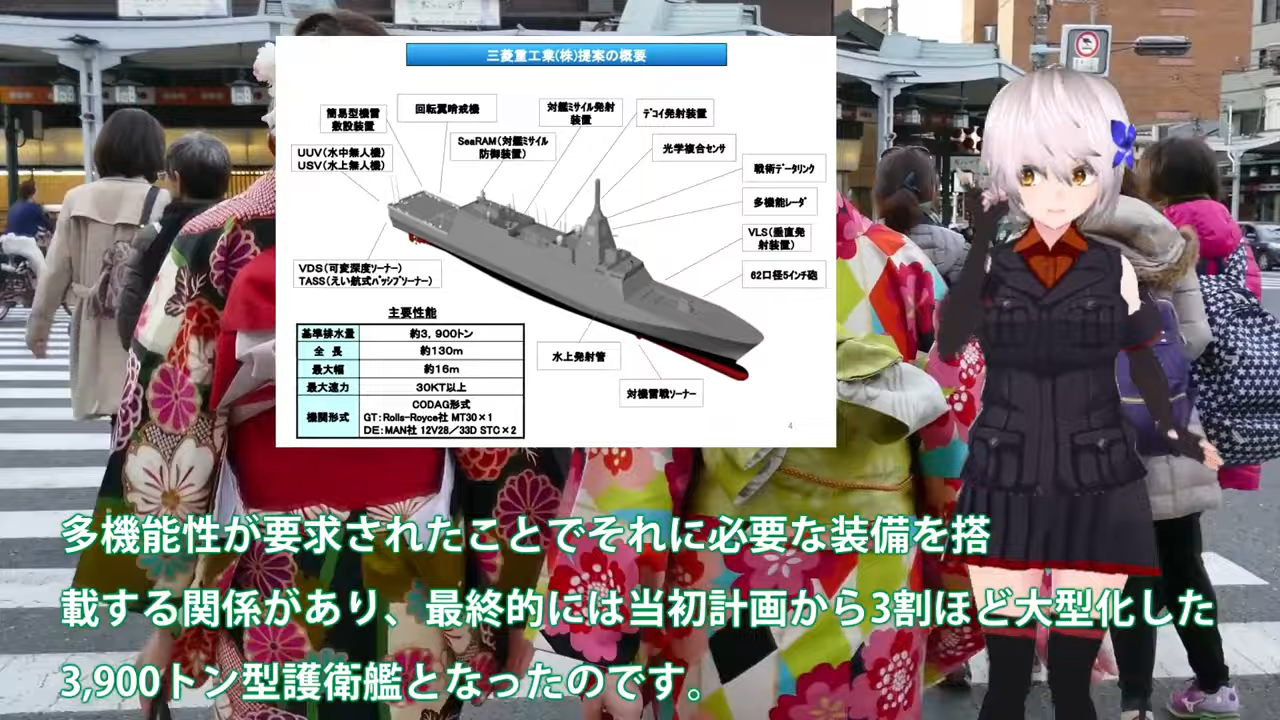 三菱重工業(株)提案の概要
簡易型機雷
敷設装置
回転翼哨戒機
対艦ミサイル発射
装置
デコイ発射装置
UUV(水中無人機)
USV(水上無人機)
SeaRAM(対艦ミサイル
防御装置)
光学複合センサ
戦術データリンク
多機能レーダ
VLS(垂直発
射装置)
62口径5インチ砲
VDS(可変深度ソーナー)
TASS(えい航式パッシブソーナー)
水上発射管
対機雷戦ソーナー
主要性能
基準排水量 約3,900トン
全 長 約130m
最大幅 約16m
最大速力 30KT以上
機関形式 CODAG形式
GT:Rolls-Royce社 MT30×1
DE:MAN社 12V28/33D STC×2
4
多機能性が要求されたことでそれに必要な装備を搭
載する関係があり、最終的には当初計画から3割ほど大型化した
3,900トン型護衛艦となったのです。